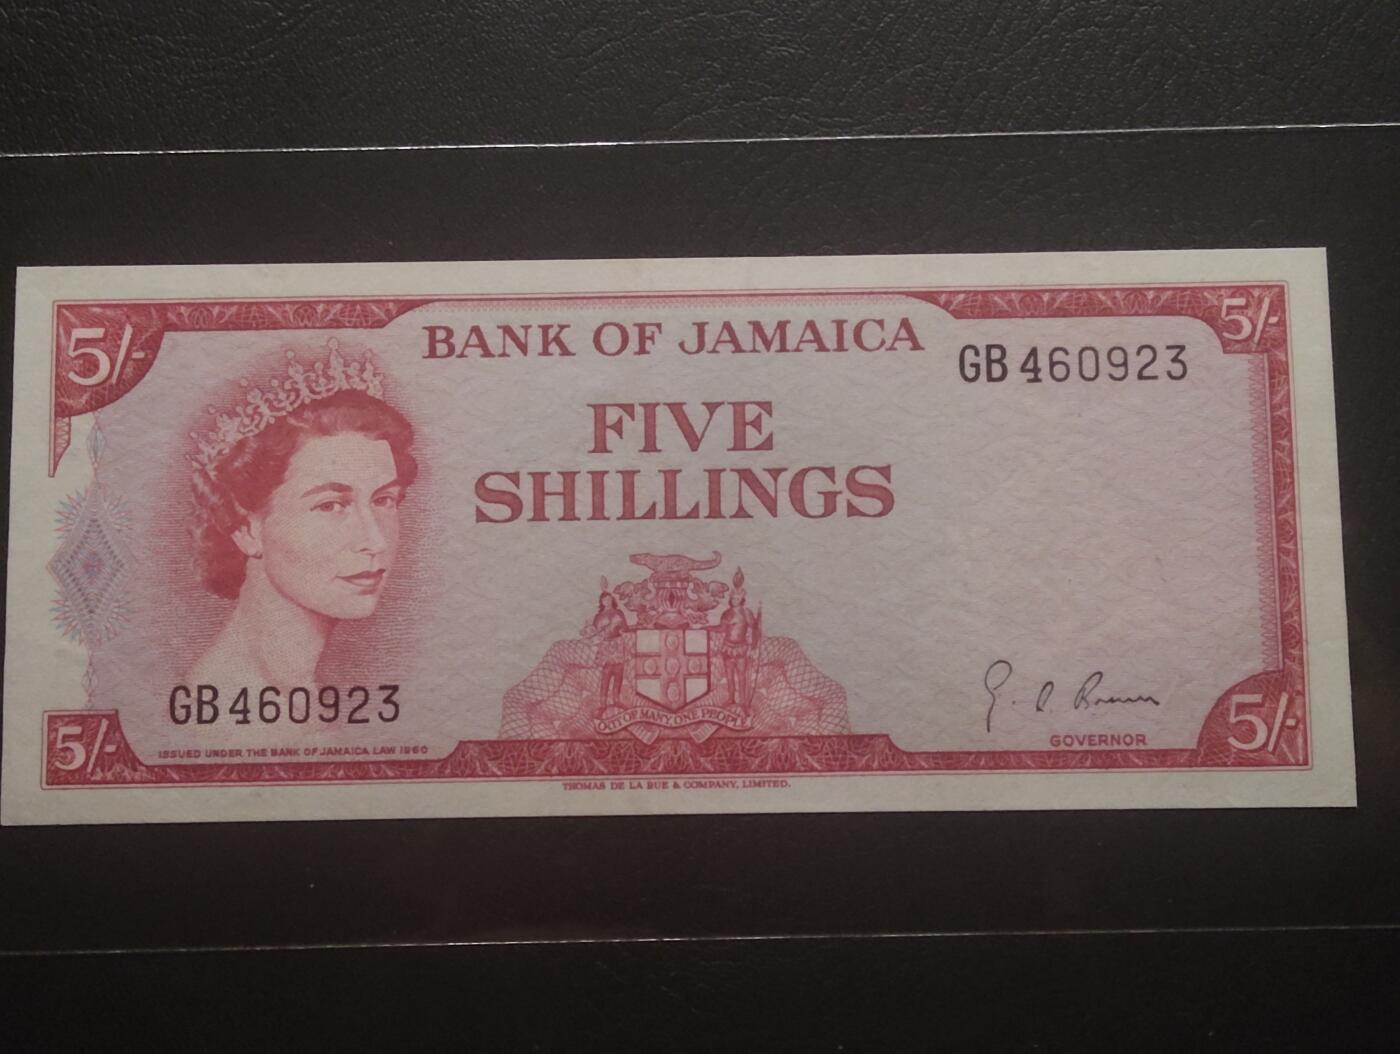 5/-
BANK OF JAMAICA
5/-
GB 460923
FIVE
SHILLINGS
GB 460923
OUT OF MANY, ONE PEOPLE
GOVERNOR
5/-
5/-
ISSUED UNDER THE BANK OF JAMAICA LAW 1960
THOMAS DE LA RUE & COMPANY, LIMITED.